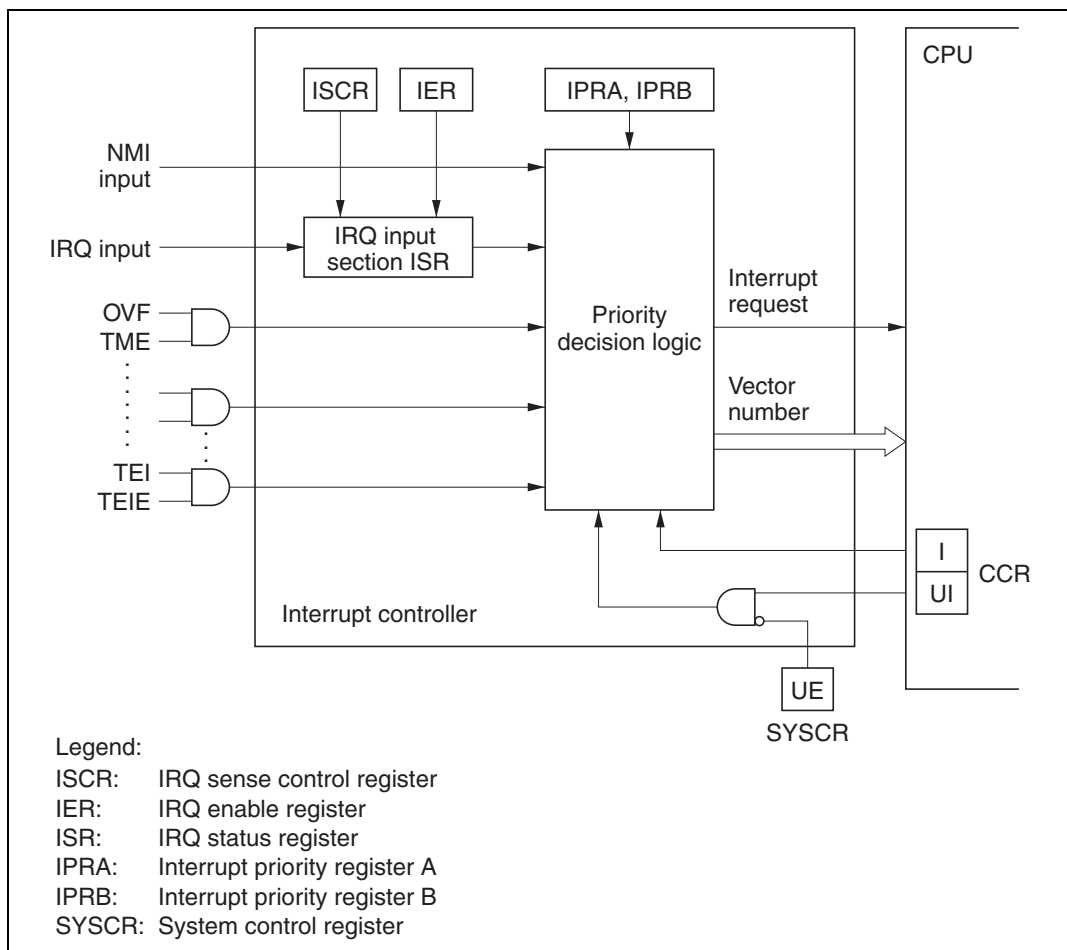 CPU
ISCR
IER
IPRA, IPRB
NMI
input
IRQ input
IRQ input
section ISR
OVF
TME
Priority
decision logic
Interrupt
request
Vector
number
TEI
TEIE
I
UI
CCR
Interrupt controller
UE
SYSCR
Legend:
ISCR: IRQ sense control register
IER: IRQ enable register
ISR: IRQ status register
IPRA: Interrupt priority register A
IPRB: Interrupt priority register B
SYSCR: System control register